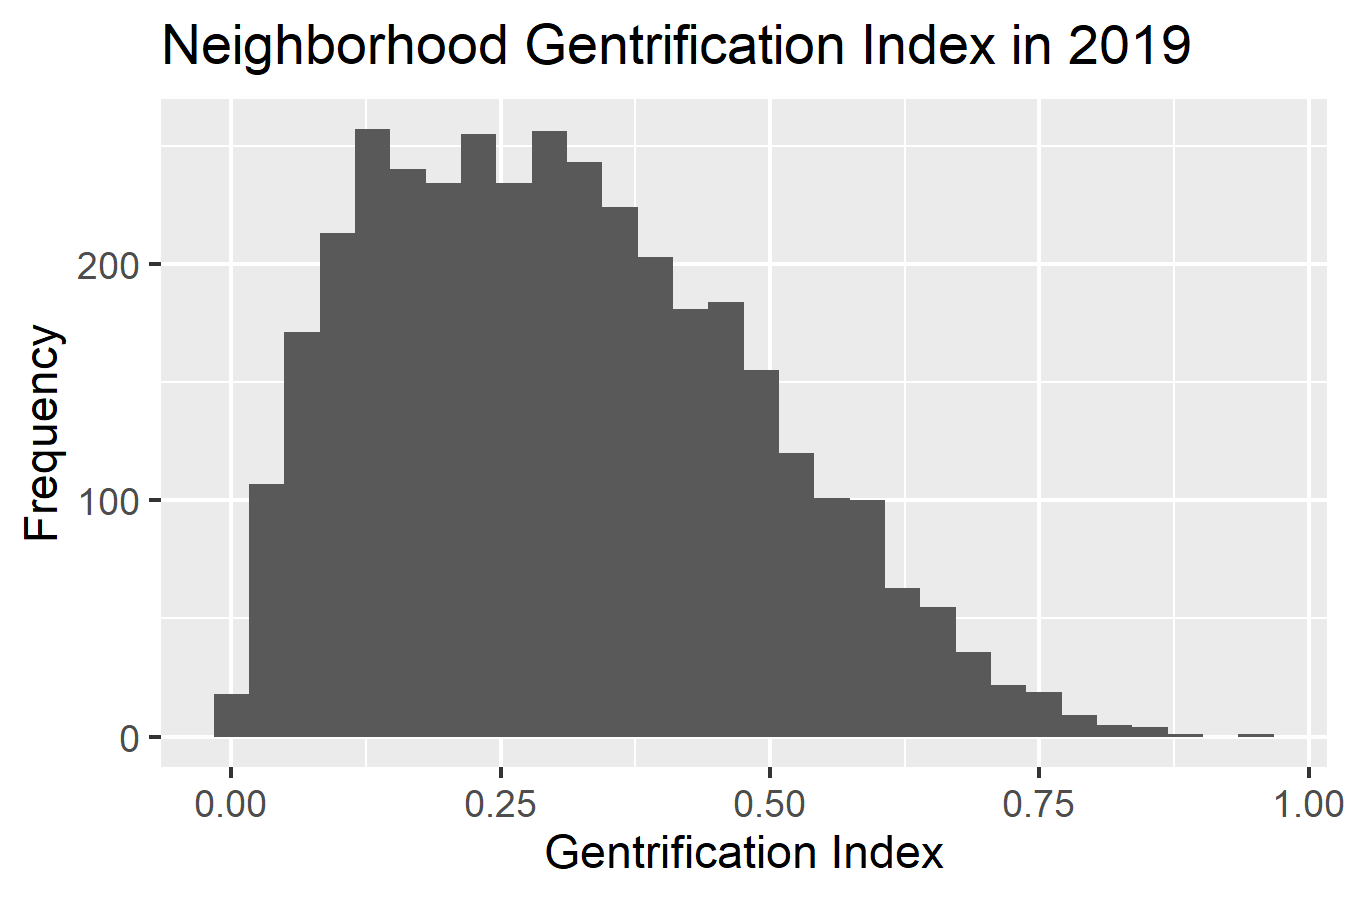 Neighborhood Gentrification Index in 2019
Frequency
200
100
0
0.00 0.25 0.50 0.75 1.00
Gentrification Index